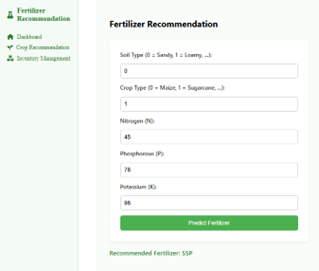 Fertilizer
Recommendation
Dashboard
Crop Recommendation
Inventory Management
Fertilizer Recommendation
Soil Type (0 = Sandy, 1 = Loamy, ...):
0
Crop Type (0 = Maize, 1 = Sugarcane, ...):
1
Nitrogen (N):
45
Phosphorous (P):
78
Potassium (K):
98
Predict Fertilizer
Recommended Fertilizer: SSP